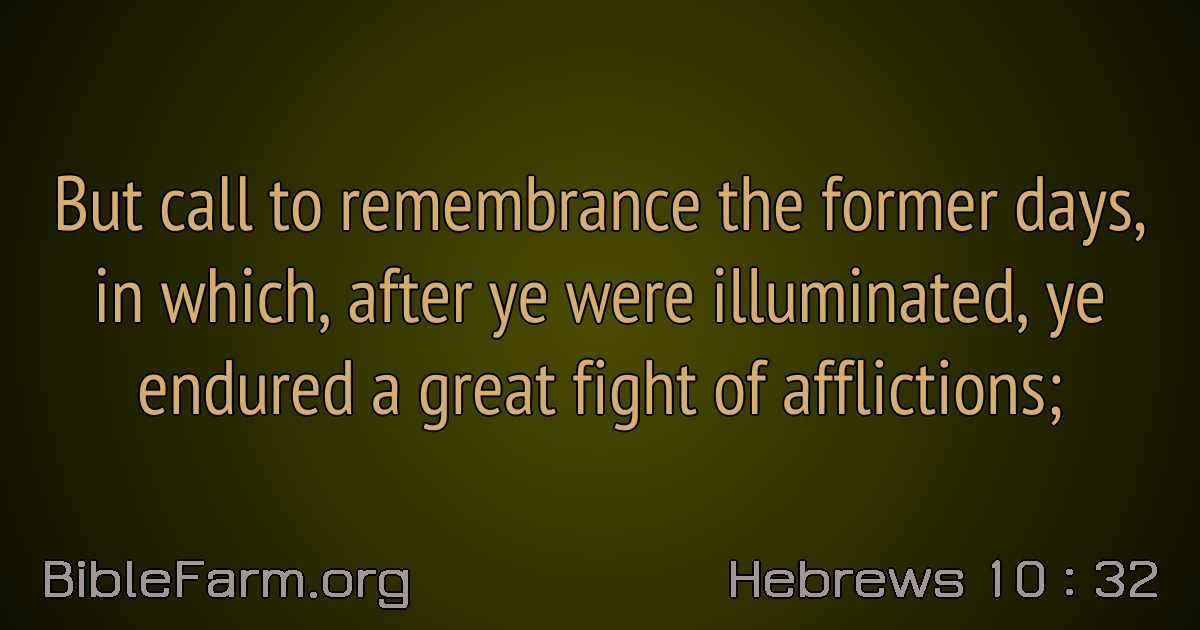 But call to remembrance the former days,
in which, after ye were illuminated, ye
endured a great fight of afflictions;
BibleFarm.org
Hebrews 10 : 32